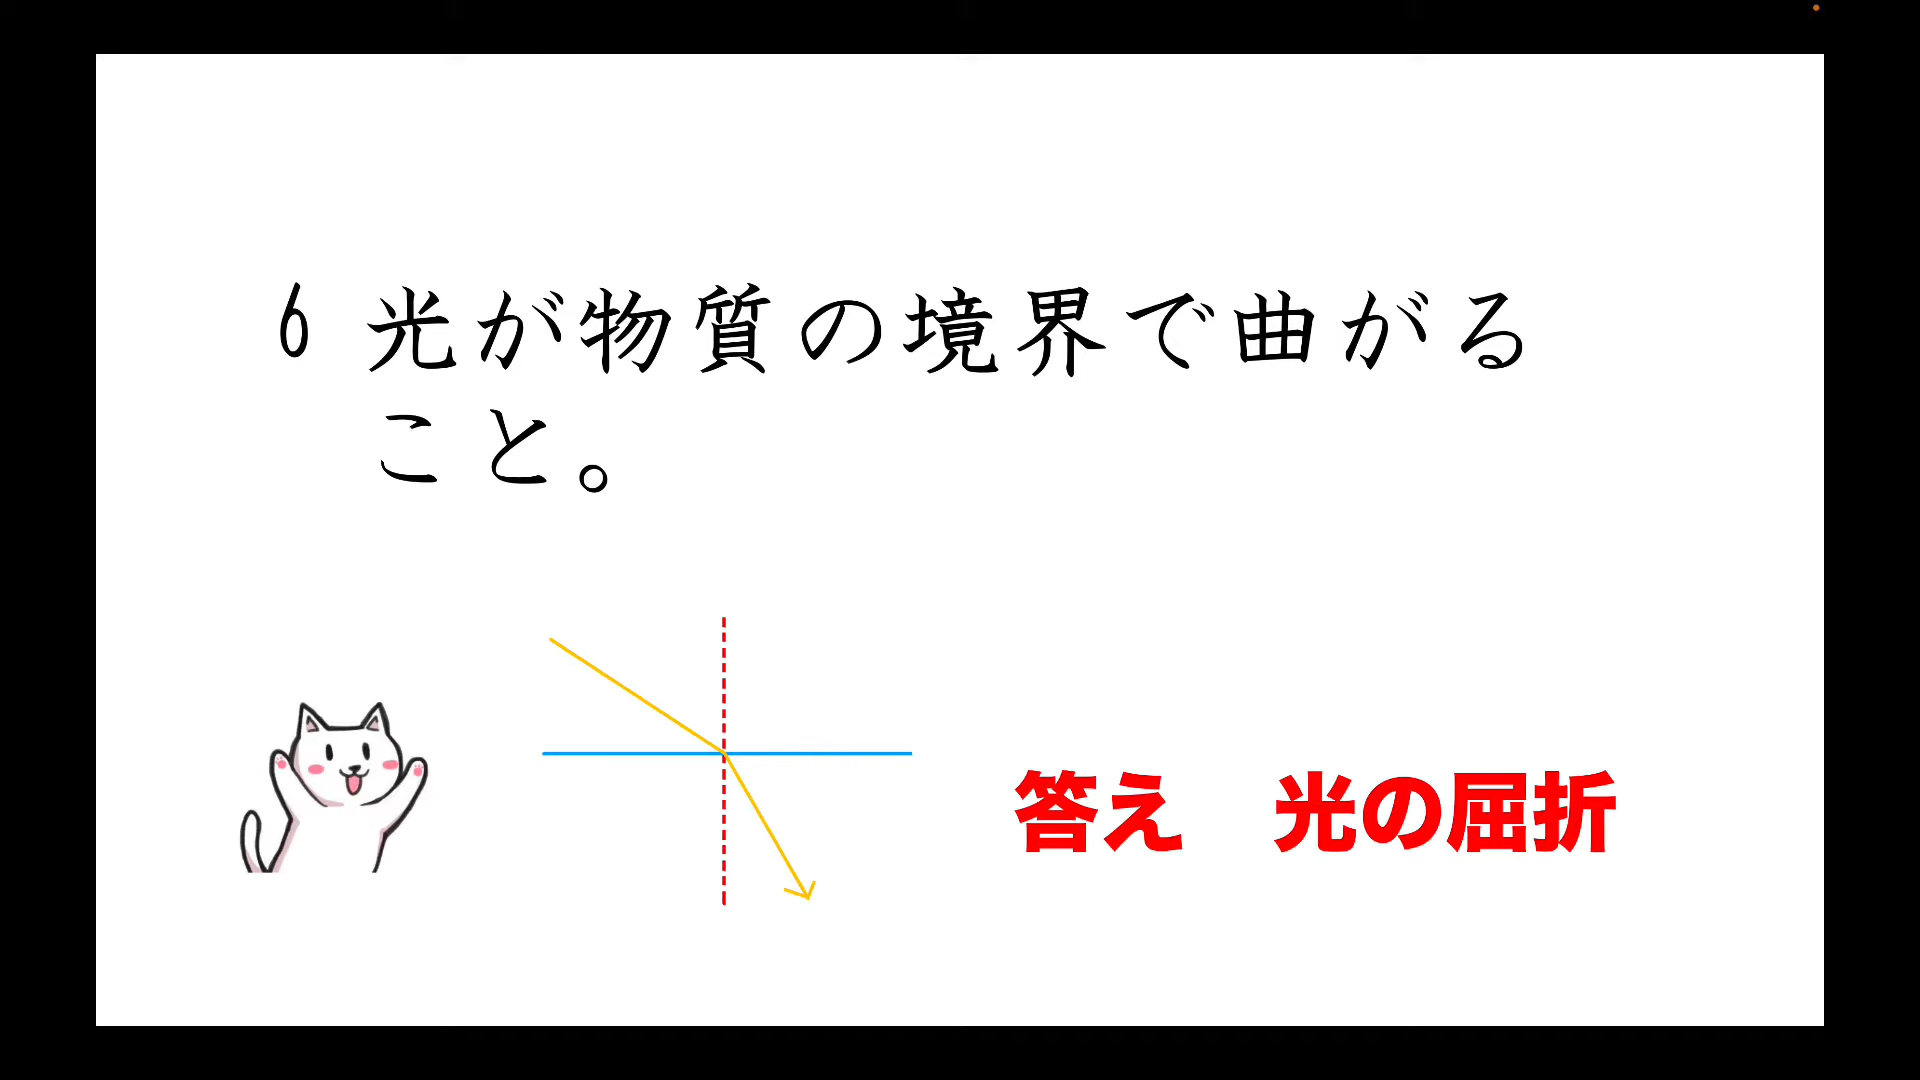 6 光が物質の境界で曲がる
こと。
答え　光の屈折